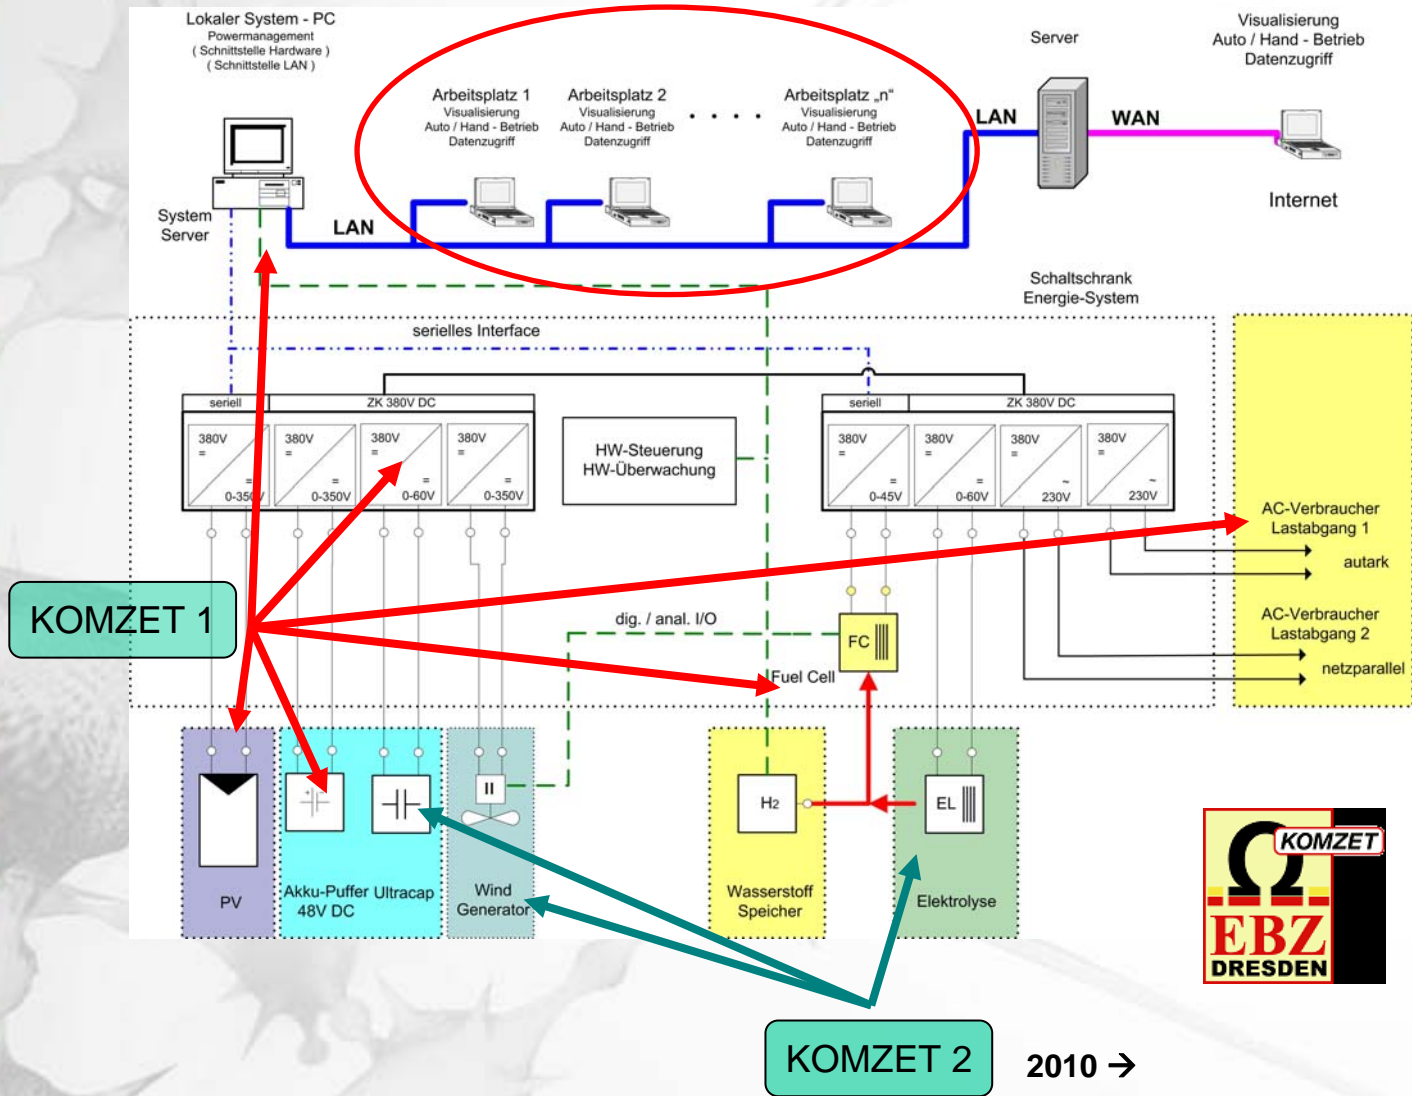 Lokaler System - PC
Powermanagement
( Schnittstelle Hardware )
( Schnittstelle LAN )
System
Server
LAN
Arbeitsplatz 1
Visualisierung
Auto / Hand - Betrieb
Datenzugriff
Arbeitsplatz 2
Visualisierung
Auto / Hand - Betrieb
Datenzugriff
. . . .
Arbeitsplatz „n“
Visualisierung
Auto / Hand - Betrieb
Datenzugriff
LAN
Server
WAN
Visualisierung
Auto / Hand - Betrieb
Datenzugriff
Internet
Schaltschrank
Energie-System
serielles Interface
seriell
ZK 380V DC
380V
=
=
0-350V
380V
=
=
0-350V
380V
=
=
0-60V
380V
=
=
0-350V
HW-Steuerung
HW-Überwachung
seriell
ZK 380V DC
380V
=
=
0-45V
380V
=
=
0-60V
380V
=
~
230V
380V
=
~
230V
AC-Verbraucher
Lastabgang 1
autark
AC-Verbraucher
Lastabgang 2
netzparallel
KOMZET 1
dig. / anal. I/O
FC
Fuel Cell
PV
+ -
Akku-Puffer
48V DC
Ultracap
II
Wind
Generator
H2
Wasserstoff
Speicher
EL
Elektrolyse
KOMZET
Ω
EBZ
DRESDEN
KOMZET 2
2010 →